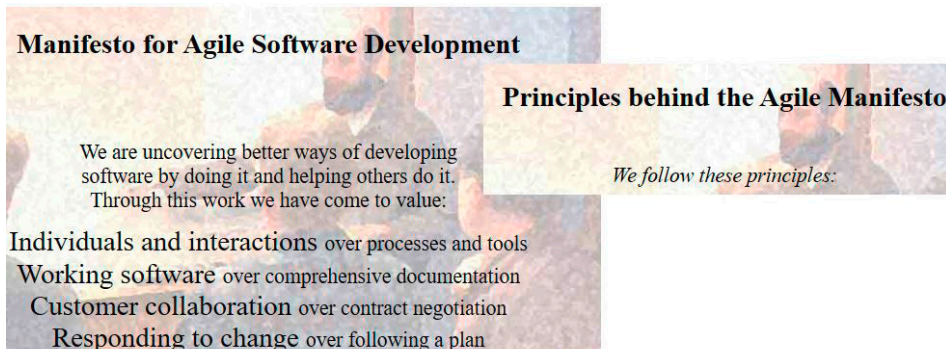 Manifesto for Agile Software Development
We are uncovering better ways of developing
software by doing it and helping others do it.
Through this work we have come to value:
Individuals and interactions over processes and tools
Working software over comprehensive documentation
Customer collaboration over contract negotiation
Responding to change over following a plan
Principles behind the Agile Manifesto
We follow these principles: